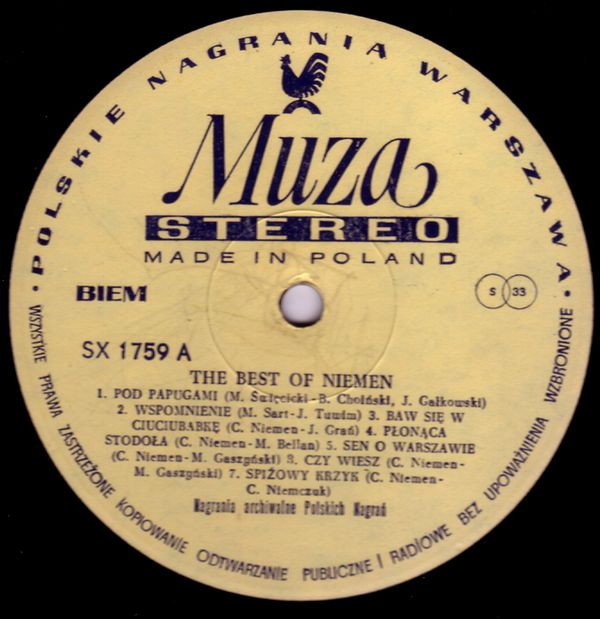 POLSKIE NAGRANIA WARSZAWA
Muza
STEREO
MADE IN POLAND
BIEM
S 33
SX 1759 A
THE BEST OF NIEMEN
1. POD PAPUGAMI (M. Święcicki-B. Choiński, J. Gałkowski)
2. WSPOMNIENIE (M. Sart-J. Tuwim) 3. BAW SIĘ W
CIUCIUBABKĘ (C. Niemen-J. Grań) 4. PŁONĄCA
STODOŁA (C. Niemen-M. Bellan) 5. SEN O WARSZAWIE
(C. Niemen-M. Gaszyński) 6. CZY WIESZ (C. Niemen-
M. Gaszyński) 7. SPIŻOWY KRZYK (C. Niemen-
C. Niemczuk)
Nagrania archiwalne Polskich Nagrań
WSZYSTKIE PRAWA ZASTRZEŻONE KOPIOWANIE ODTWARZANIE PUBLICZNE I RADIOWE BEZ UPOWAŻNIENIA WZBRONIONE